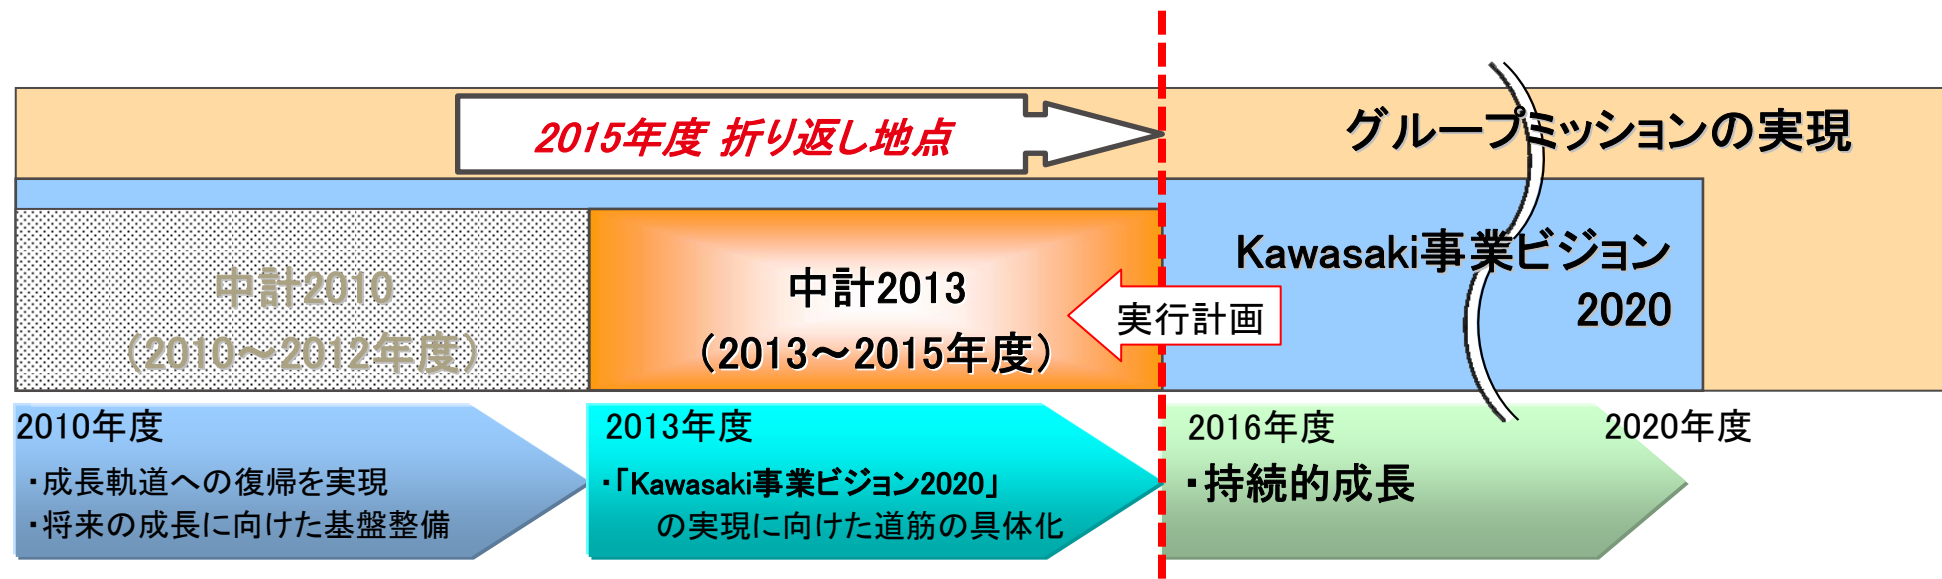 2015年度 折り返し地点
グループミッションの実現
Kawasaki事業ビジョン
2020
中計2010
（2010～2012年度）
中計2013
（2013～2015年度）
実行計画
2010年度
・成長軌道への復帰を実現
・将来の成長に向けた基盤整備
2013年度
・「Kawasaki事業ビジョン2020」
の実現に向けた道筋の具体化
2016年度
・持続的成長
2020年度